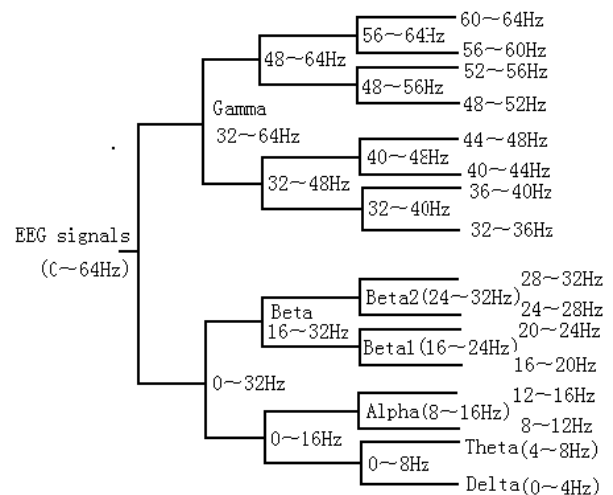 60～64Hz
56～64Hz
56～60Hz
48～64Hz
52～56Hz
48～56Hz
48～52Hz
Gamma
32～64Hz
44～48Hz
40～48Hz
40～44Hz
32～48Hz
36～40Hz
32～40Hz
32～36Hz
EEG signals
(0～64Hz)
28～32Hz
Beta2(24～32Hz)
24～28Hz
Beta
16～32Hz
20～24Hz
Beta1(16～24Hz)
16～20Hz
0～32Hz
12～16Hz
Alpha(8～16Hz)
8～12Hz
0～16Hz
Theta(4～8Hz)
0～8Hz
Delta(0～4Hz)